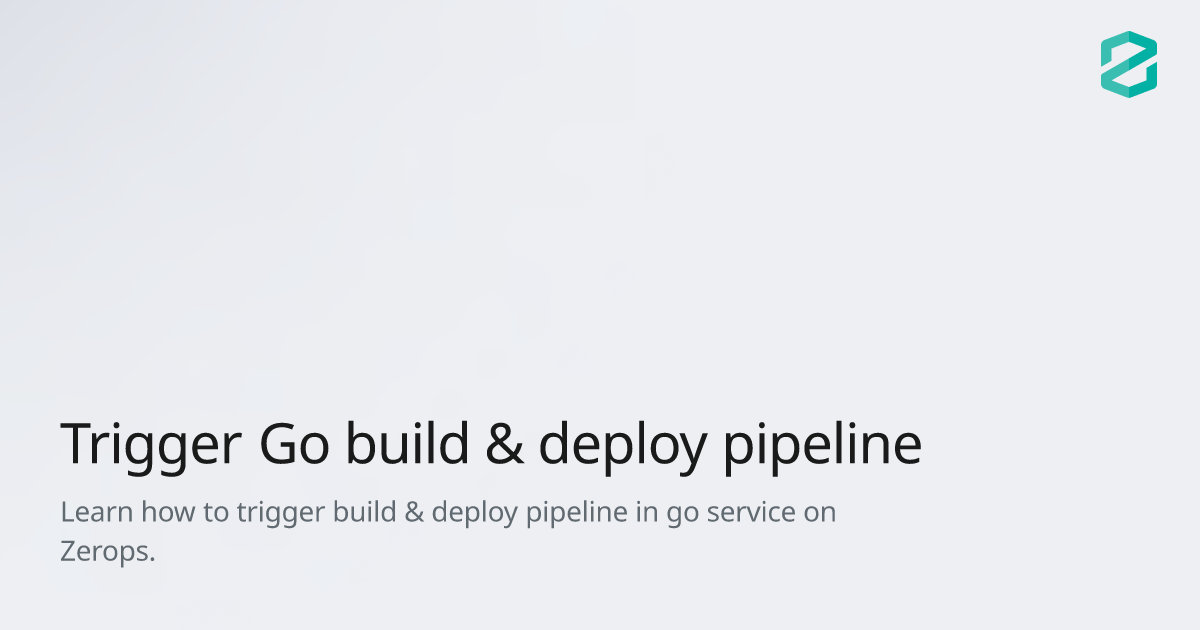 Trigger Go build & deploy pipeline
Learn how to trigger build & deploy pipeline in go service on
Zerops.